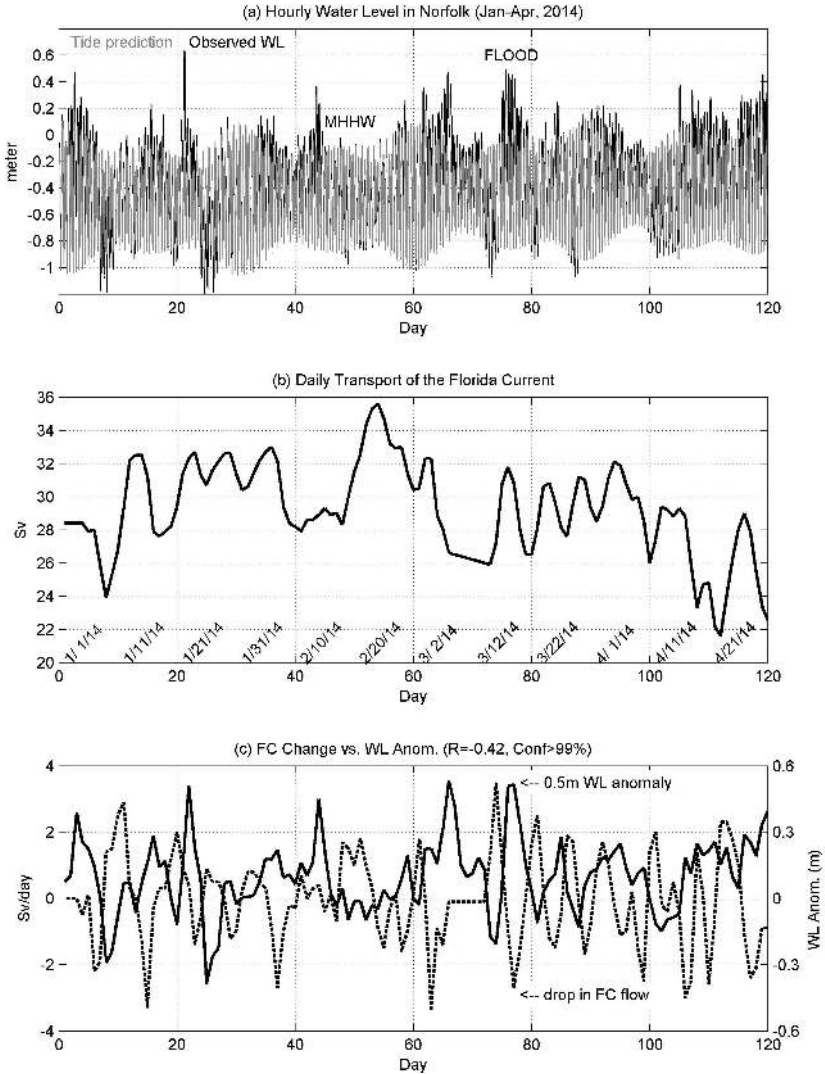 (a) Hourly Water Level in Norfolk (Jan-Apr, 2014)
Tide prediction Observed WL
FLOOD
MHHW
meter
0.6
0.4
0.2
0
-0.2
-0.4
-0.6
-0.8
-1
0 20 40 60 80 100 120
Day
(b) Daily Transport of the Florida Current
Sv
36
34
32
30
28
26
24
22
20
1/ 1/14 1/11/14 1/21/14 1/31/14 2/10/14 2/20/14 3/ 2/14 3/12/14 3/22/14 4/ 1/14 4/11/14 4/21/14
0 20 40 60 80 100 120
Day
(c) FC Change vs. WL Anom. (R=-0.42, Conf>99%)
<-- 0.5m WL anomaly
<-- drop in FC flow
Sv/day
4
2
0
-2
-4
WL Anom. (m)
0.6
0.3
0
-0.3
-0.6
0 20 40 60 80 100 120
Day